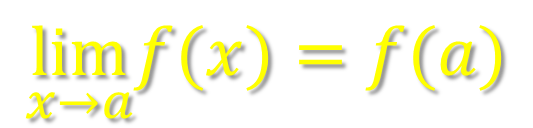 lim f(x) = f(a)
x→a